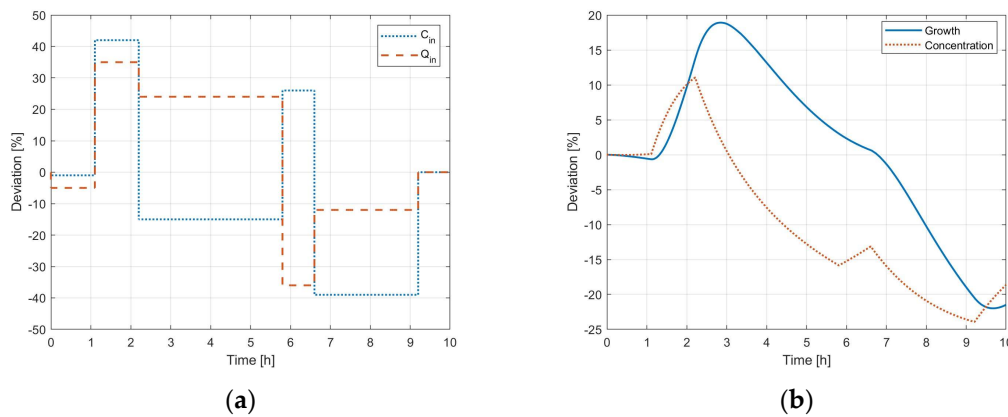 50
40
30
20
10
0
-10
-20
-30
-40
-50
Deviation [%]
0 1 2 3 4 5 6 7 8 9 10
Time [h]
C_in
Q_in
(a)
20
15
10
5
0
-5
-10
-15
-20
-25
Deviation [%]
0 1 2 3 4 5 6 7 8 9 10
Time [h]
Growth
Concentration
(b)